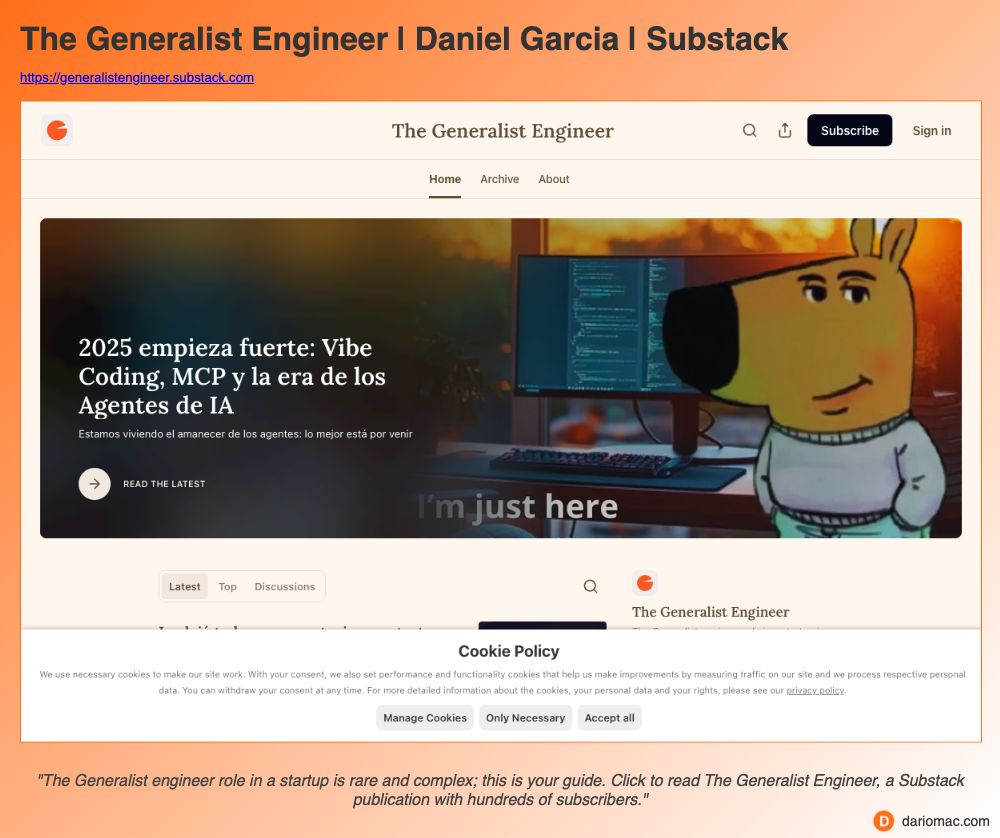 The Generalist Engineer | Daniel Garcia | Substack
https://generalistengineer.substack.com
The Generalist Engineer
Subscribe
Sign in
Home
Archive
About
2025 empieza fuerte: Vibe
Coding, MCP y la era de los
Agentes de IA
Estamos viviendo el amanecer de los agentes: lo mejor está por venir
READ THE LATEST
I'm just here
Latest
Top
Discussions
The Generalist Engineer
Cookie Policy
We use necessary cookies to make our site work. With your consent, we also set performance and functionality cookies that help us make improvements by measuring traffic on our site and we process respective personal
data. You can withdraw your consent at any time. For more detailed information about the cookies, your personal data and your rights, please see our privacy policy.
Manage Cookies
Only Necessary
Accept all
"The Generalist engineer role in a startup is rare and complex; this is your guide. Click to read The Generalist Engineer, a Substack
publication with hundreds of subscribers."
D dariomac.com